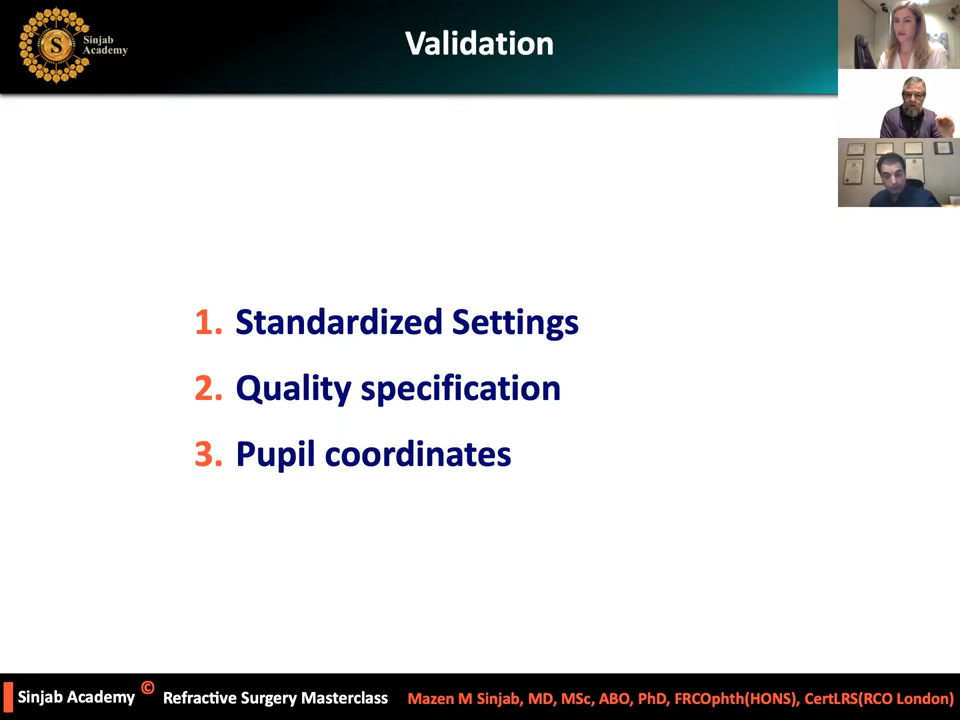 Sinjab
Academy
S
Validation
1. Standardized Settings
2. Quality specification
3. Pupil coordinates
Sinjab Academy © Refractive Surgery Masterclass Mazen M Sinjab, MD, MSc, ABO, PhD, FRCOphth(HONS), CertLRS(RCO London)